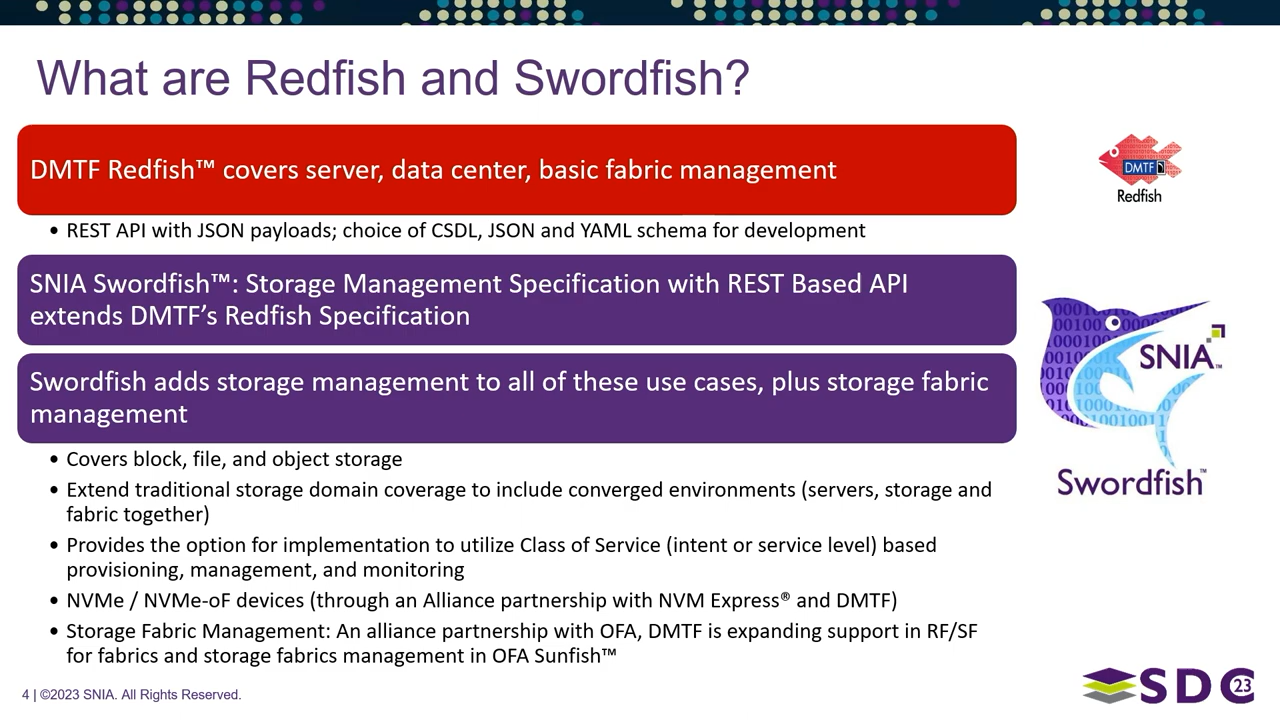 What are Redfish and Swordfish?
DMTF Redfish™ covers server, data center, basic fabric management
• REST API with JSON payloads; choice of CSDL, JSON and YAML schema for development
SNIA Swordfish™: Storage Management Specification with REST Based API
extends DMTF’s Redfish Specification
Swordfish adds storage management to all of these use cases, plus storage fabric
management
• Covers block, file, and object storage
• Extend traditional storage domain coverage to include converged environments (servers, storage and
fabric together)
• Provides the option for implementation to utilize Class of Service (intent or service level) based
provisioning, management, and monitoring
• NVMe / NVMe-oF devices (through an Alliance partnership with NVM Express® and DMTF)
• Storage Fabric Management: An alliance partnership with OFA, DMTF is expanding support in RF/SF
for fabrics and storage fabrics management in OFA Sunfish™
DMTF
Redfish
SNIA™
Swordfish™
4 | ©2023 SNIA. All Rights Reserved.
SDC 23